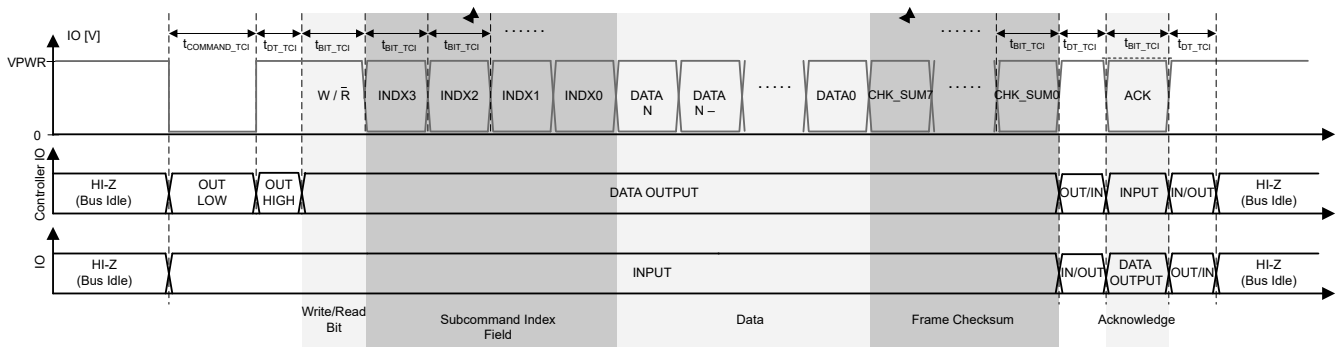 IO [V]
tCOMMAND_TCI
tDT_TCI
tBIT_TCI
tBIT_TCI
tBIT_TCI
......
......
tBIT_TCI
tDT_TCI
tBIT_TCI
tDT_TCI
VPWR
W / R̅
INDX3
INDX2
INDX1
INDX0
DATA
N
DATA
N –
.....
DATA0
CHK_SUM7
.....
CHK_SUM0
ACK
0
Controller IO
HI-Z
(Bus Idle)
OUT
LOW
OUT
HIGH
DATA OUTPUT
OUT/IN
INPUT
IN/OUT
HI-Z
(Bus Idle)
IO
HI-Z
(Bus Idle)
INPUT
IN/OUT
DATA
OUTPUT
OUT/IN
HI-Z
(Bus Idle)
Write/Read
Bit
Subcommand Index
Field
Data
Frame Checksum
Acknowledge